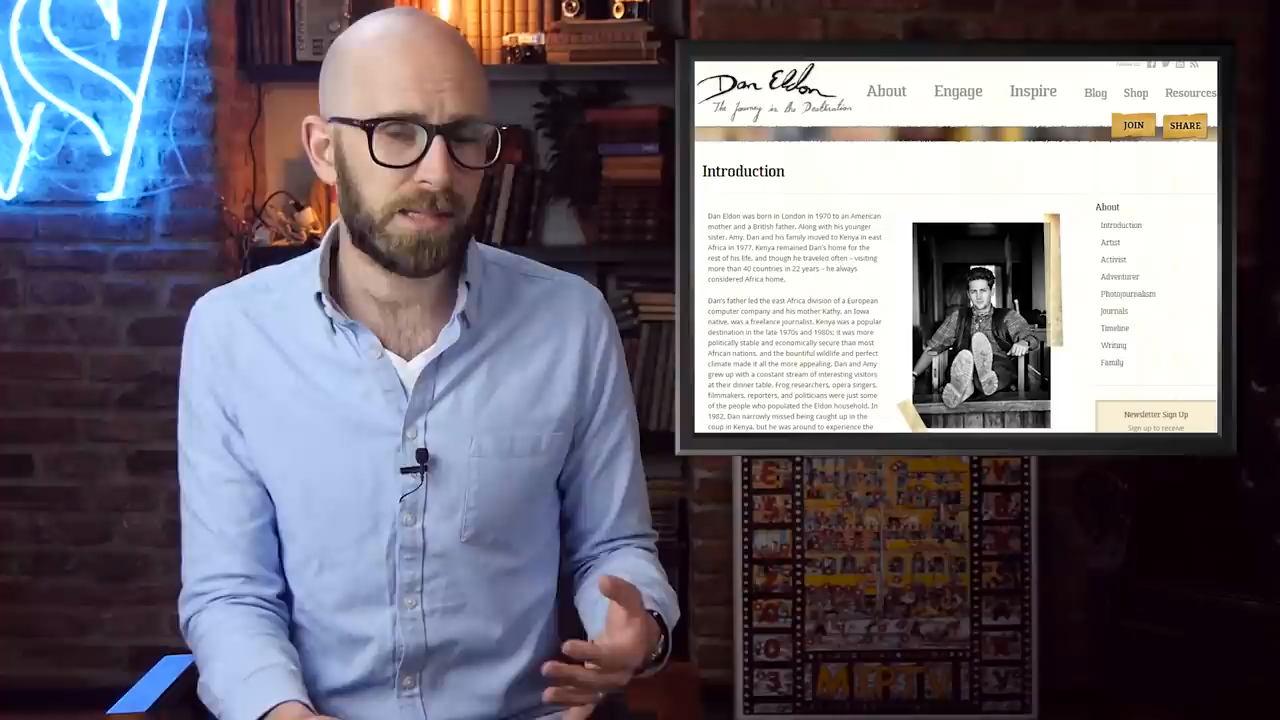 Dan Eldon
The Journey is the Destination
About
Engage
Inspire
Blog
Shop
Resources
JOIN
SHARE
Introduction
Dan Eldon was born in London in 1970 to an American
mother and a British father. Along with his younger
sister, Amy, Dan and his family moved to Kenya in east
Africa in 1977. Kenya remained Dan's home for the
rest of his life, and though he traveled often – visiting
more than 40 countries in 22 years – he always
considered Africa home.
Dan's father led the east Africa division of a European
computer company and his mother Kathy, an Iowa
native, was a freelance journalist. Kenya was a popular
destination in the late 1970s and 1980s; it was more
politically stable and economically secure than most
African nations, and the bountiful wildlife and perfect
climate made it all the more appealing. Dan and Amy
grew up with a constant stream of interesting visitors
at their dinner table. Frog researchers, opera singers,
filmmakers, reporters, and politicians were just some
of the people who populated the Eldon household. In
1982, Dan narrowly missed being caught up in the
coup in Kenya, but he was around to experience the
About
Introduction
Artist
Activist
Adventurer
Photojournalism
Journals
Timeline
Writing
Family
Newsletter Sign Up
Sign up to receive